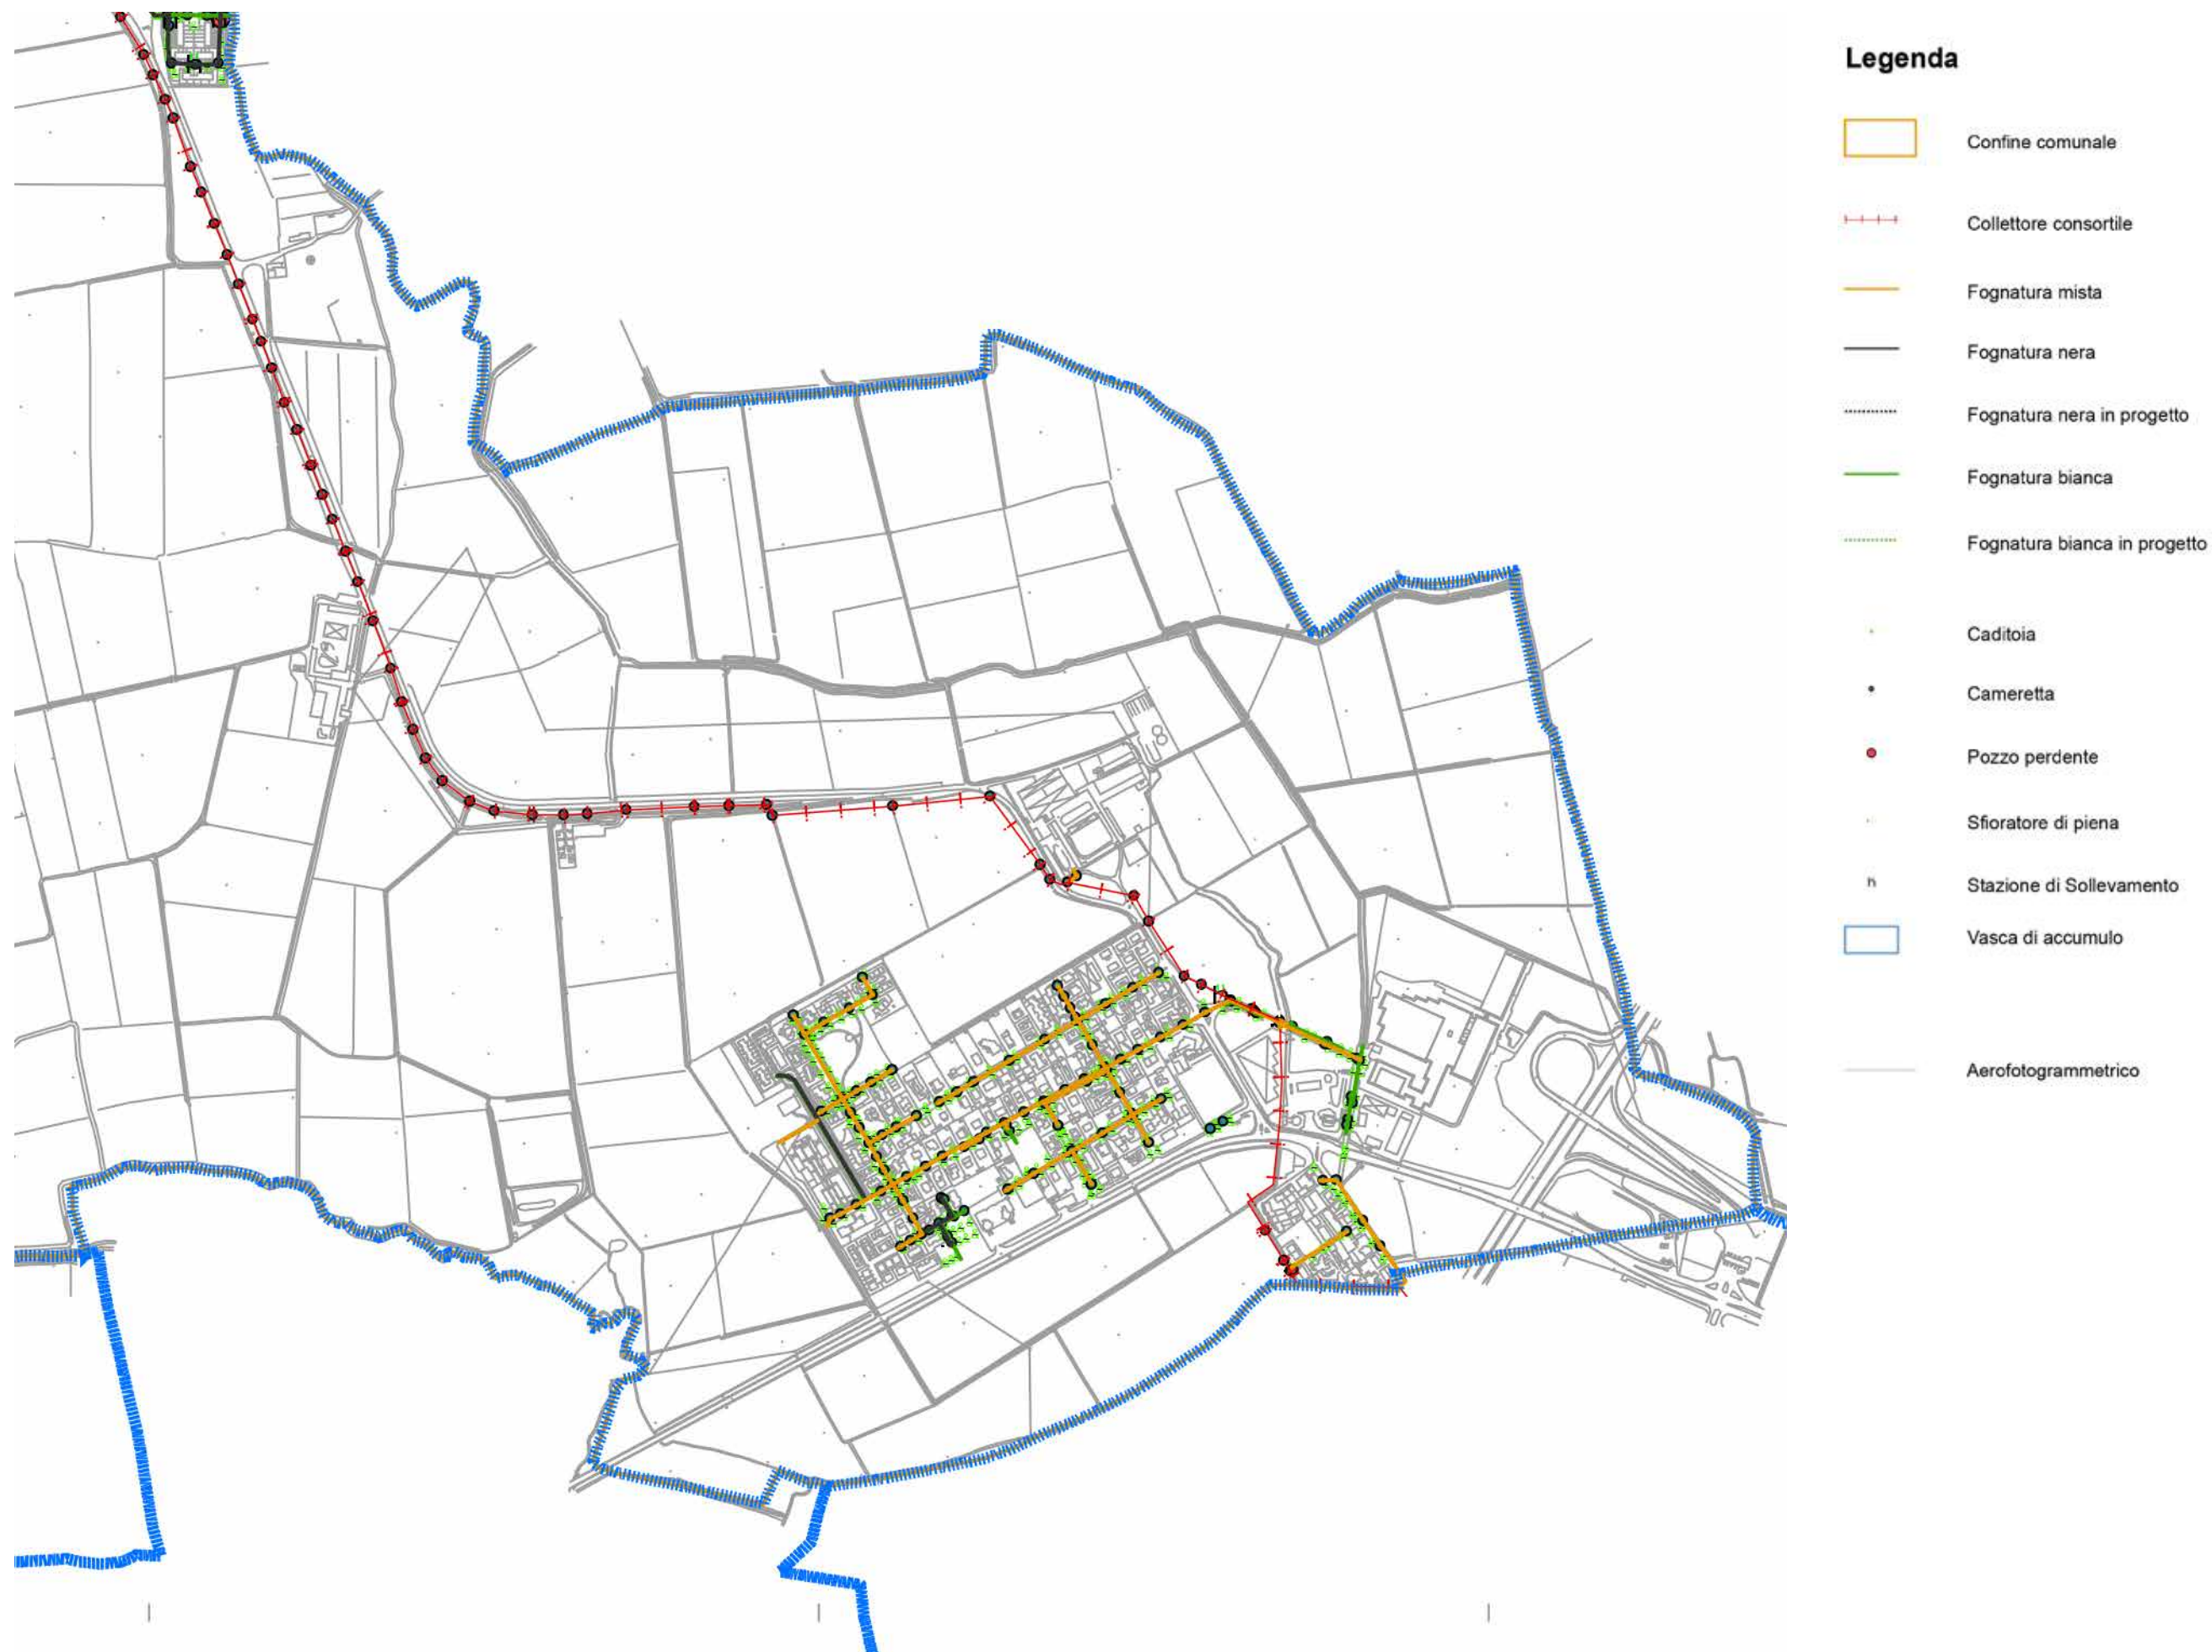 Legenda
Confine comunale
Collettore consortile
Fognatura mista
Fognatura nera
Fognatura nera in progetto
Fognatura bianca
Fognatura bianca in progetto
Caditoia
Cameretta
Pozzo perdente
Sfioratore di piena
Stazione di Sollevamento
Vasca di accumulo
Aerofotogrammetrico